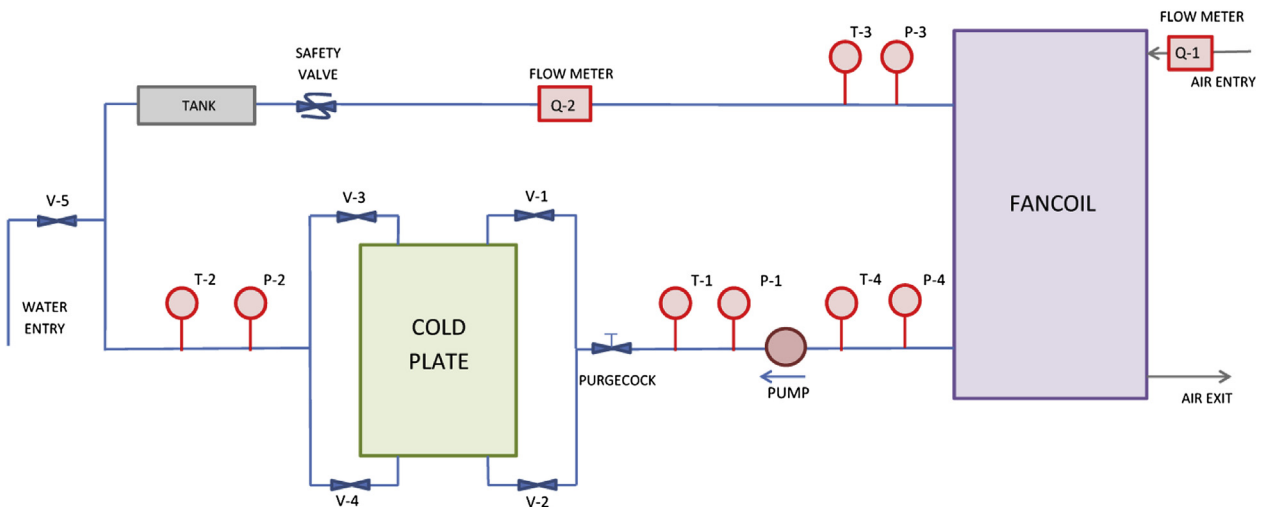 FLOW METER
Q-1
AIR ENTRY
T-3
P-3
SAFETY
VALVE
FLOW METER
TANK
Q-2
V-5
V-3
V-1
FANCOIL
T-2
P-2
WATER
ENTRY
COLD
PLATE
T-1
P-1
T-4
P-4
PURGECOCK
PUMP
AIR EXIT
V-4
V-2